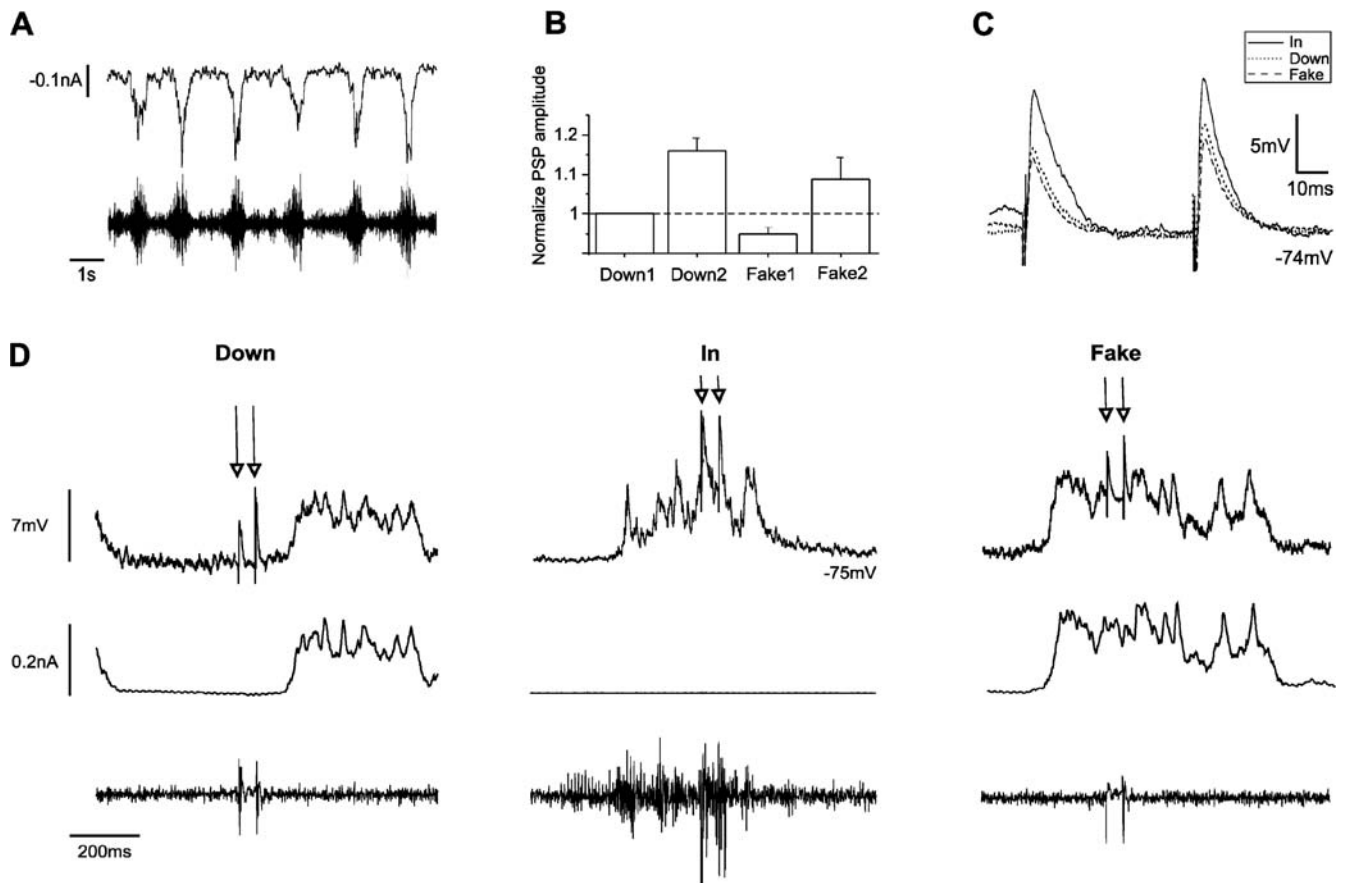 A
-0.1nA
1s
B
Normalize PSP amplitude
1.2
1.1
1
Down1 Down2 Fake1 Fake2
C
In
Down
Fake
5mV
10ms
-74mV
D
Down
In
Fake
7mV
-75mV
0.2nA
200ms